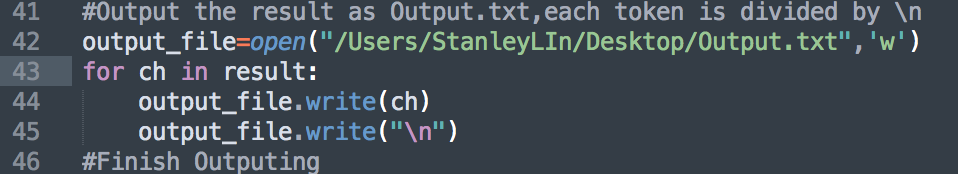 41 #Output the result as Output.txt,each token is divided by \n
42 output_file=open("/Users/StanleyLIn/Desktop/Output.txt",'w')
43 for ch in result:
44     output_file.write(ch)
45     output_file.write("\n")
46 #Finish Outputing